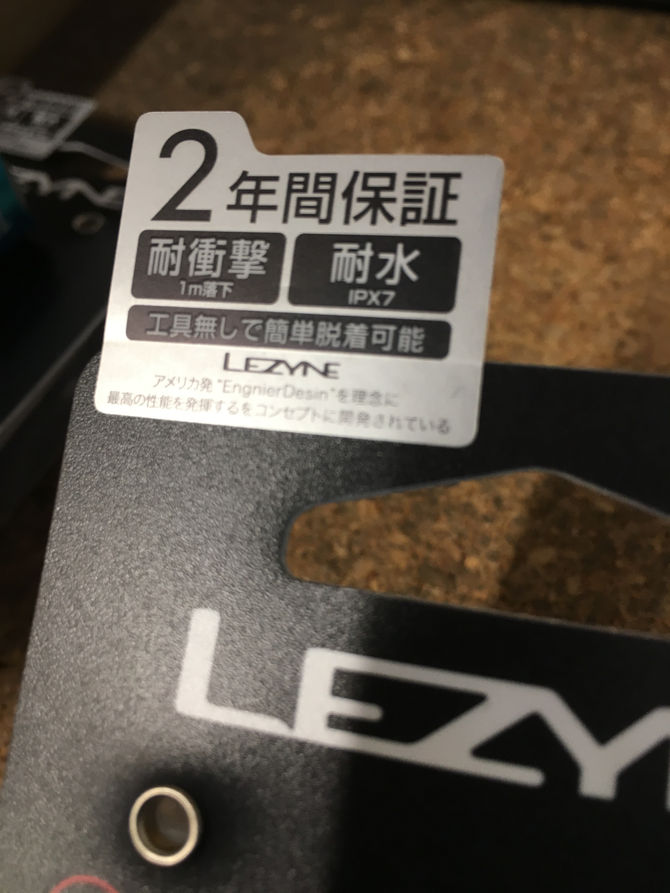 2年間保証
耐衝撃
1m落下
耐水
IPX7
工具無しで簡単脱着可能
LEZYNE
アメリカ発"EngnierDesin"を理念に
最高の性能を発揮するをコンセプトに開発されている
LEZYN